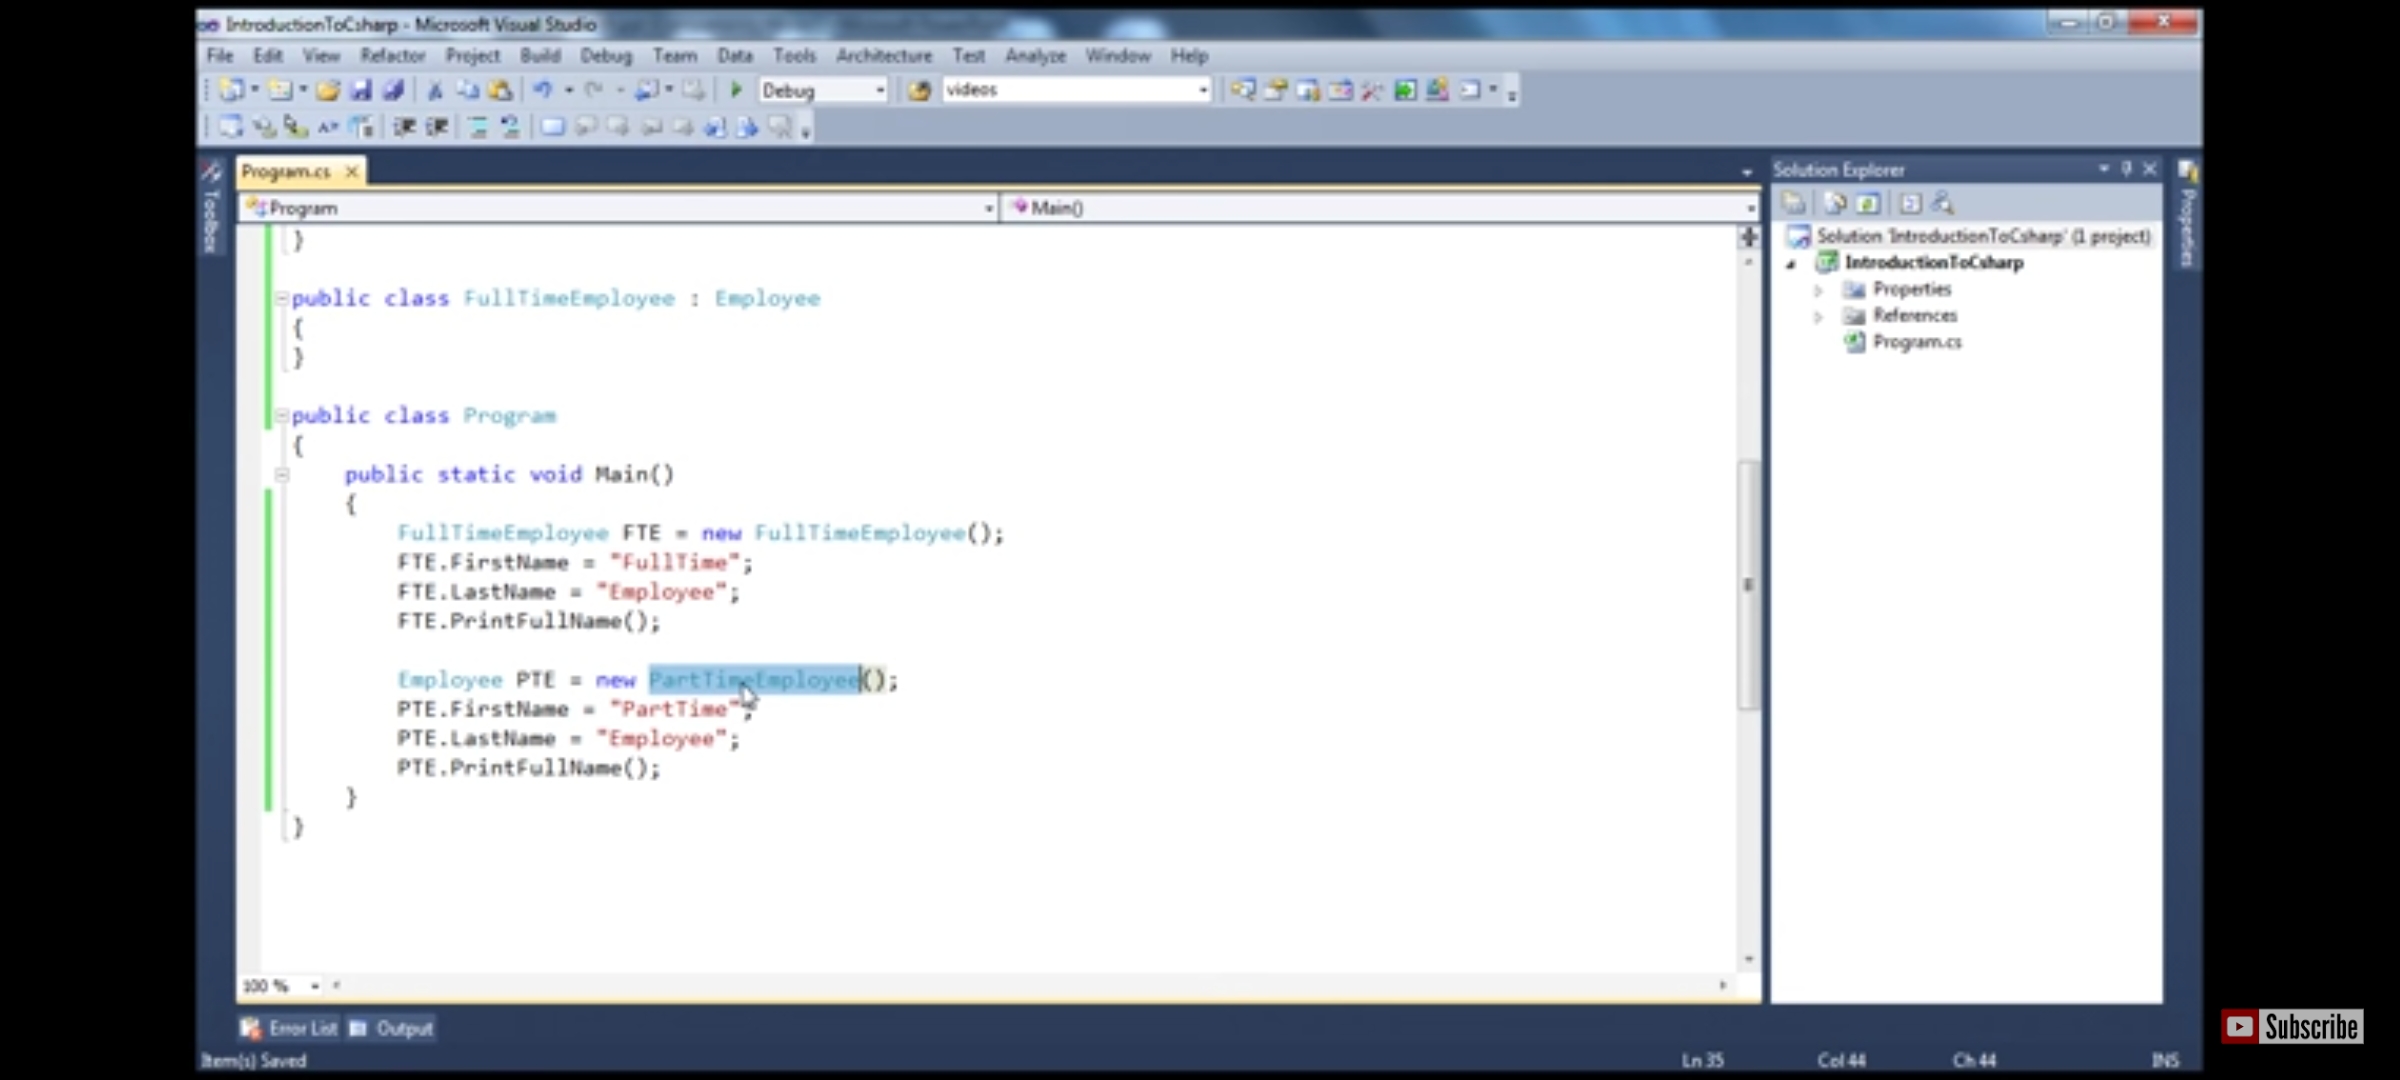 IntroductionToCsharp - Microsoft Visual Studio
File Edit View Refactor Project Build Debug Team Data Tools Architecture Test Analyze Window Help
Debug videos
Toolbox
Program.cs
Program Main()
}
public class FullTimeEmployee : Employee
{
}
public class Program
{
public static void Main()
{
FullTimeEmployee FTE = new FullTimeEmployee();
FTE.FirstName = "FullTime";
FTE.LastName = "Employee";
FTE.PrintFullName();
Employee PTE = new PartTimeEmployee();
PTE.FirstName = "PartTime";
PTE.LastName = "Employee";
PTE.PrintFullName();
}
}
100 %
Solution Explorer
Solution 'IntroductionToCsharp' (1 project)
IntroductionToCsharp
Properties
References
Program.cs
Properties
Error List Output
Item(s) Saved Ln 35 Col 44 Ch 44 INS
Subscribe